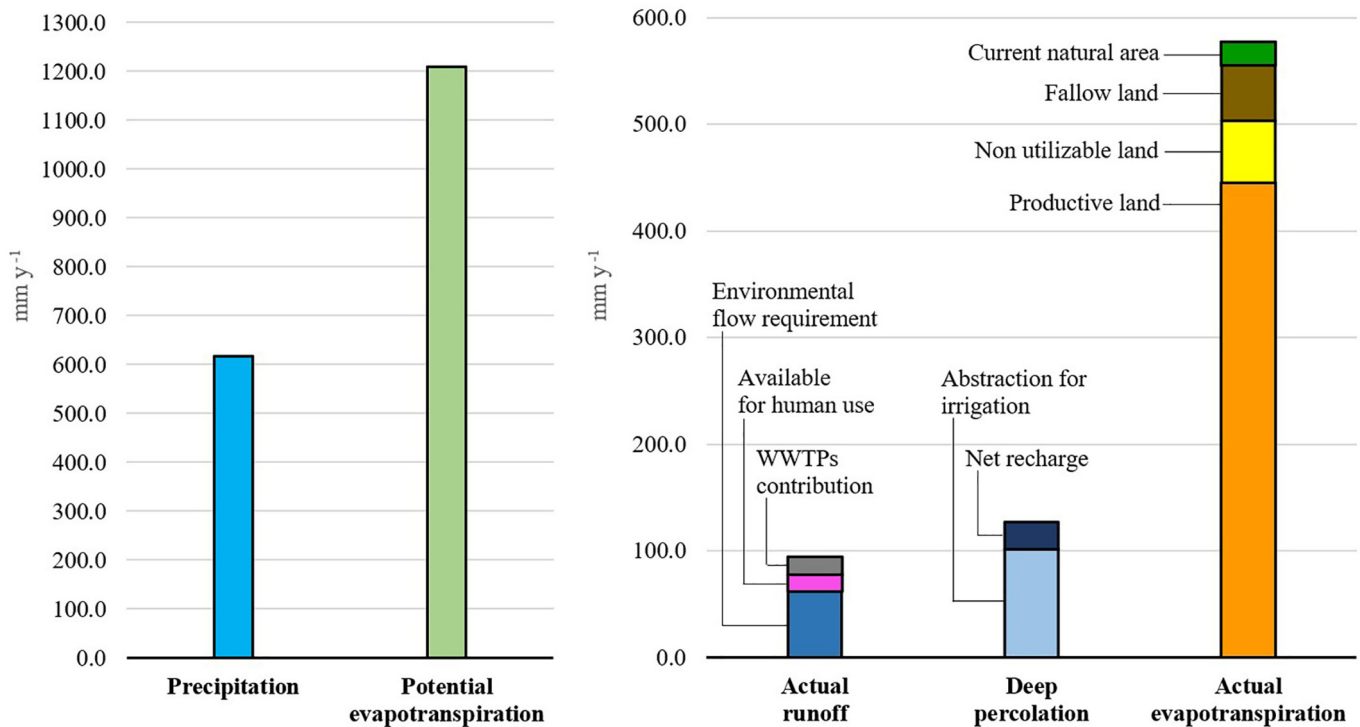 1300.0
1200.0
1100.0
1000.0
900.0
800.0
700.0
600.0
500.0
400.0
300.0
200.0
100.0
0.0
mm y⁻¹
Precipitation
Potential
evapotranspiration
600.0
500.0
400.0
300.0
200.0
100.0
0.0
mm y⁻¹
Current natural area
Fallow land
Non utilizable land
Productive land
Environmental
flow requirement
Available
for human use
WWTPs
contribution
Abstraction for
irrigation
Net recharge
Actual
runoff
Deep
percolation
Actual
evapotranspiration